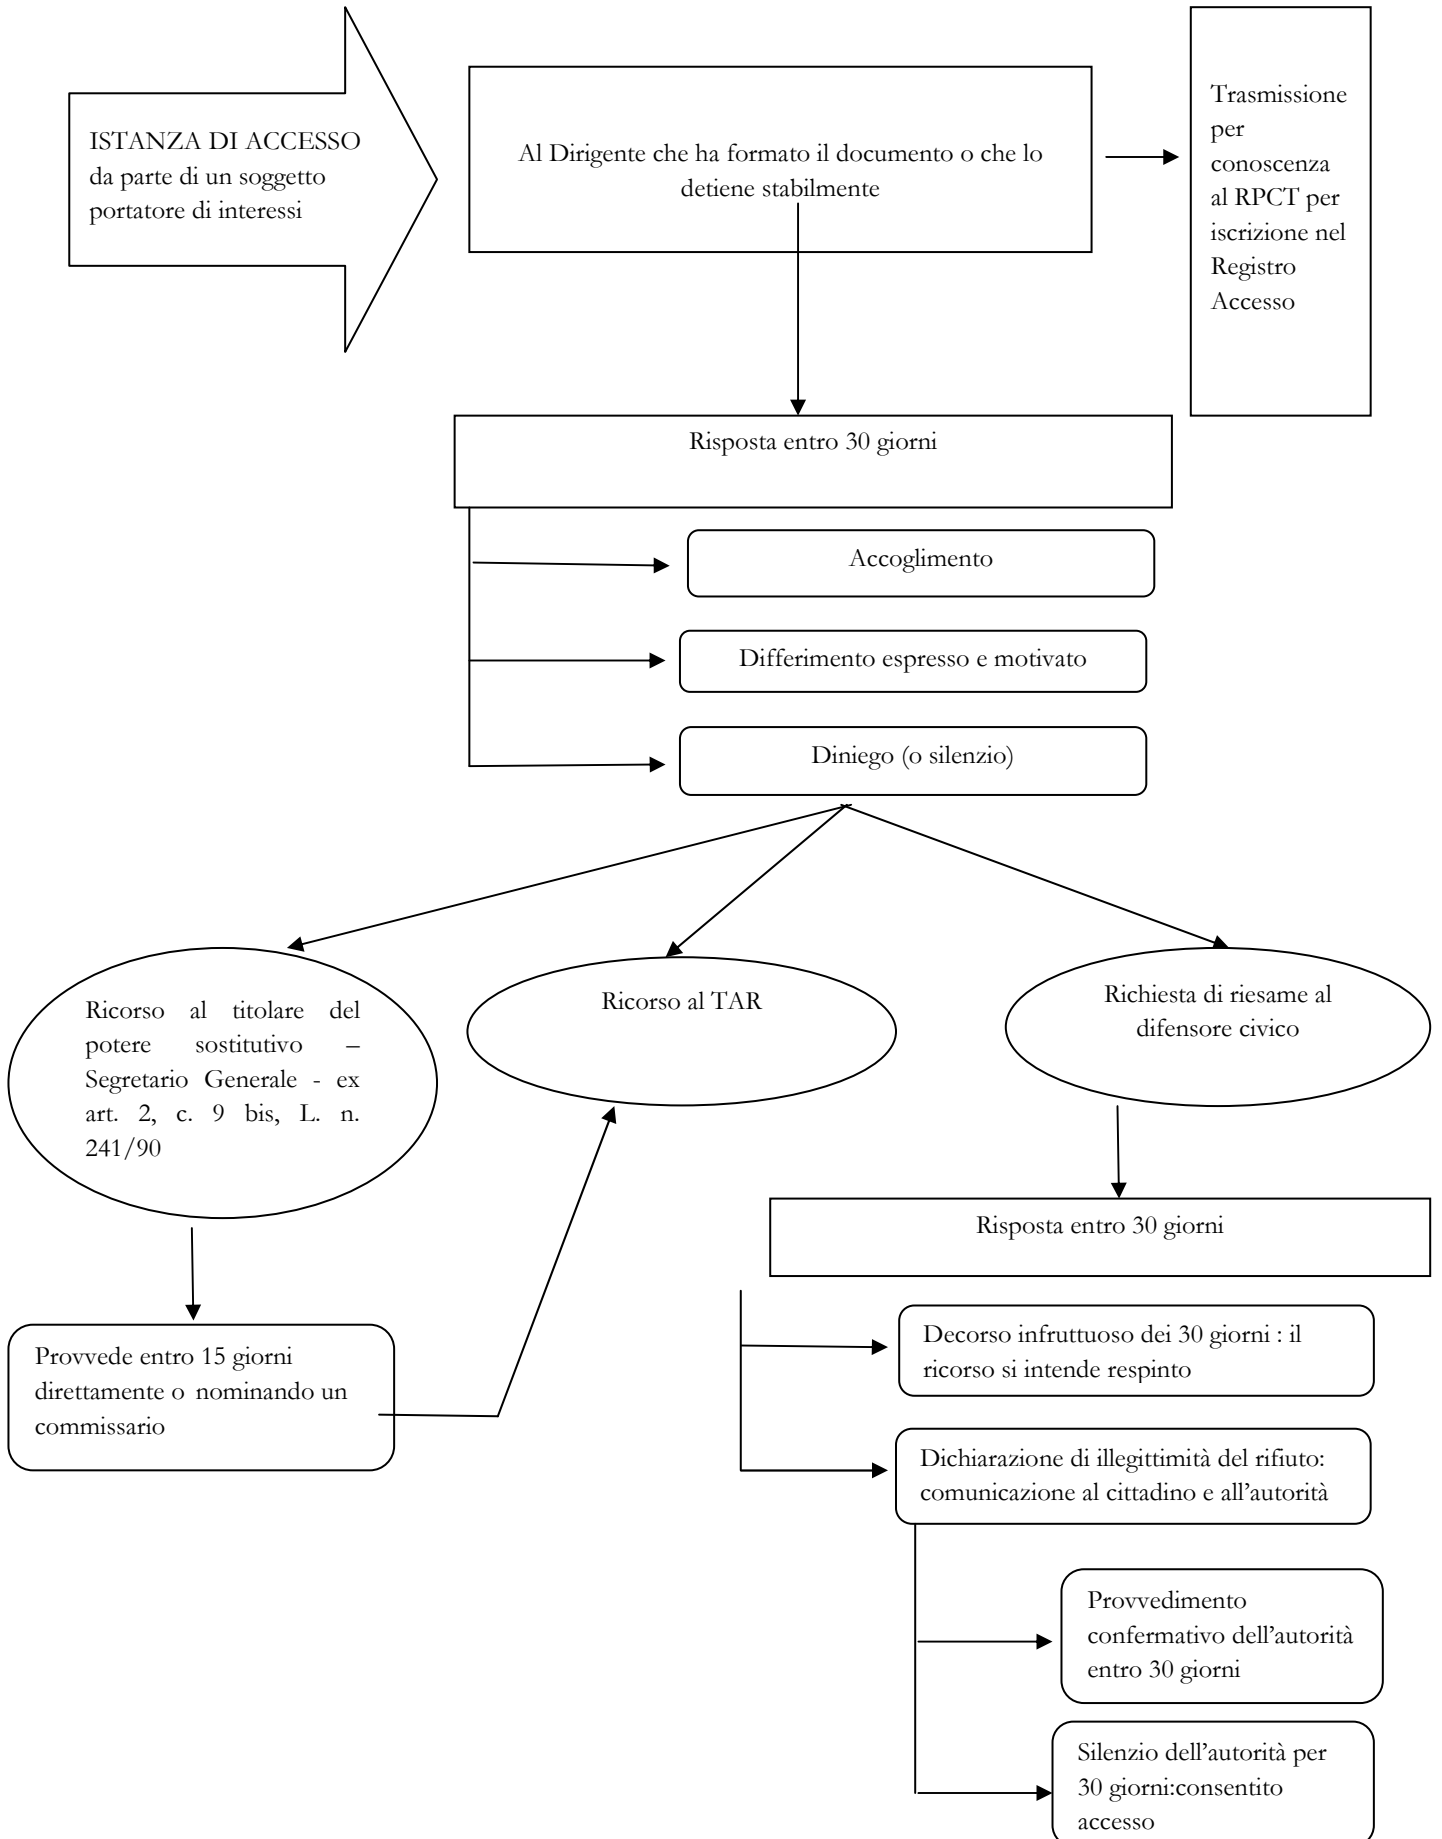 ISTANZA DI ACCESSO
da parte di un soggetto
portatore di interessi
Al Dirigente che ha formato il documento o che lo
detiene stabilmente
Trasmissione
per
conoscenza
al RPCT per
iscrizione nel
Registro
Accesso
Risposta entro 30 giorni
Accoglimento
Differimento espresso e motivato
Diniego (o silenzio)
Ricorso al titolare del
potere sostitutivo –
Segretario Generale - ex
art. 2, c. 9 bis, L. n.
241/90
Ricorso al TAR
Richiesta di riesame al
difensore civico
Risposta entro 30 giorni
Provvede entro 15 giorni
direttamente o nominando un
commissario
Decorso infruttuoso dei 30 giorni : il
ricorso si intende respinto
Dichiarazione di illegittimità del rifiuto:
comunicazione al cittadino e all'autorità
Provvedimento
confermativo dell'autorità
entro 30 giorni
Silenzio dell'autorità per
30 giorni:consentito
accesso